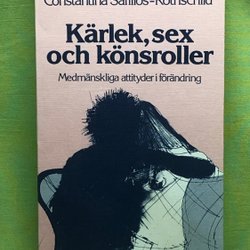 Constantina Safilios-Rothschild
Kärlek, sex
och könsroller
Medmänskliga attityder i förändring